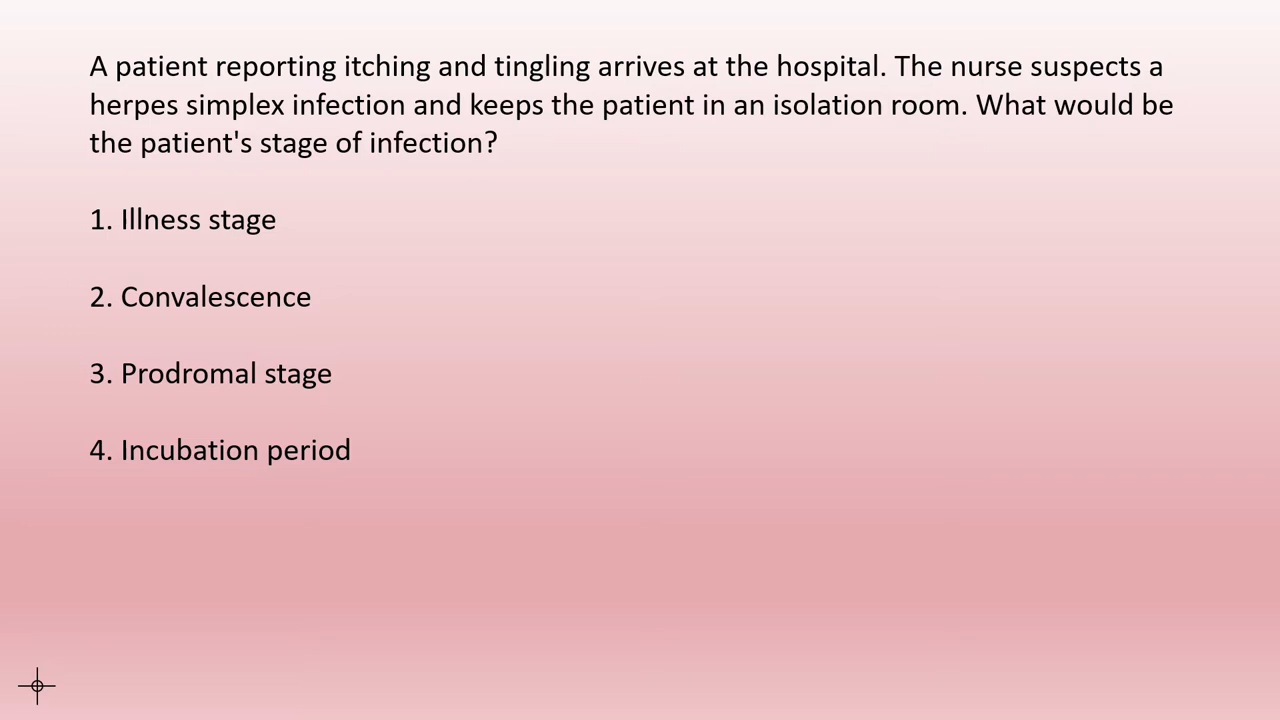 A patient reporting itching and tingling arrives at the hospital. The nurse suspects a
herpes simplex infection and keeps the patient in an isolation room. What would be
the patient's stage of infection?
1. Illness stage
2. Convalescence
3. Prodromal stage
4. Incubation period